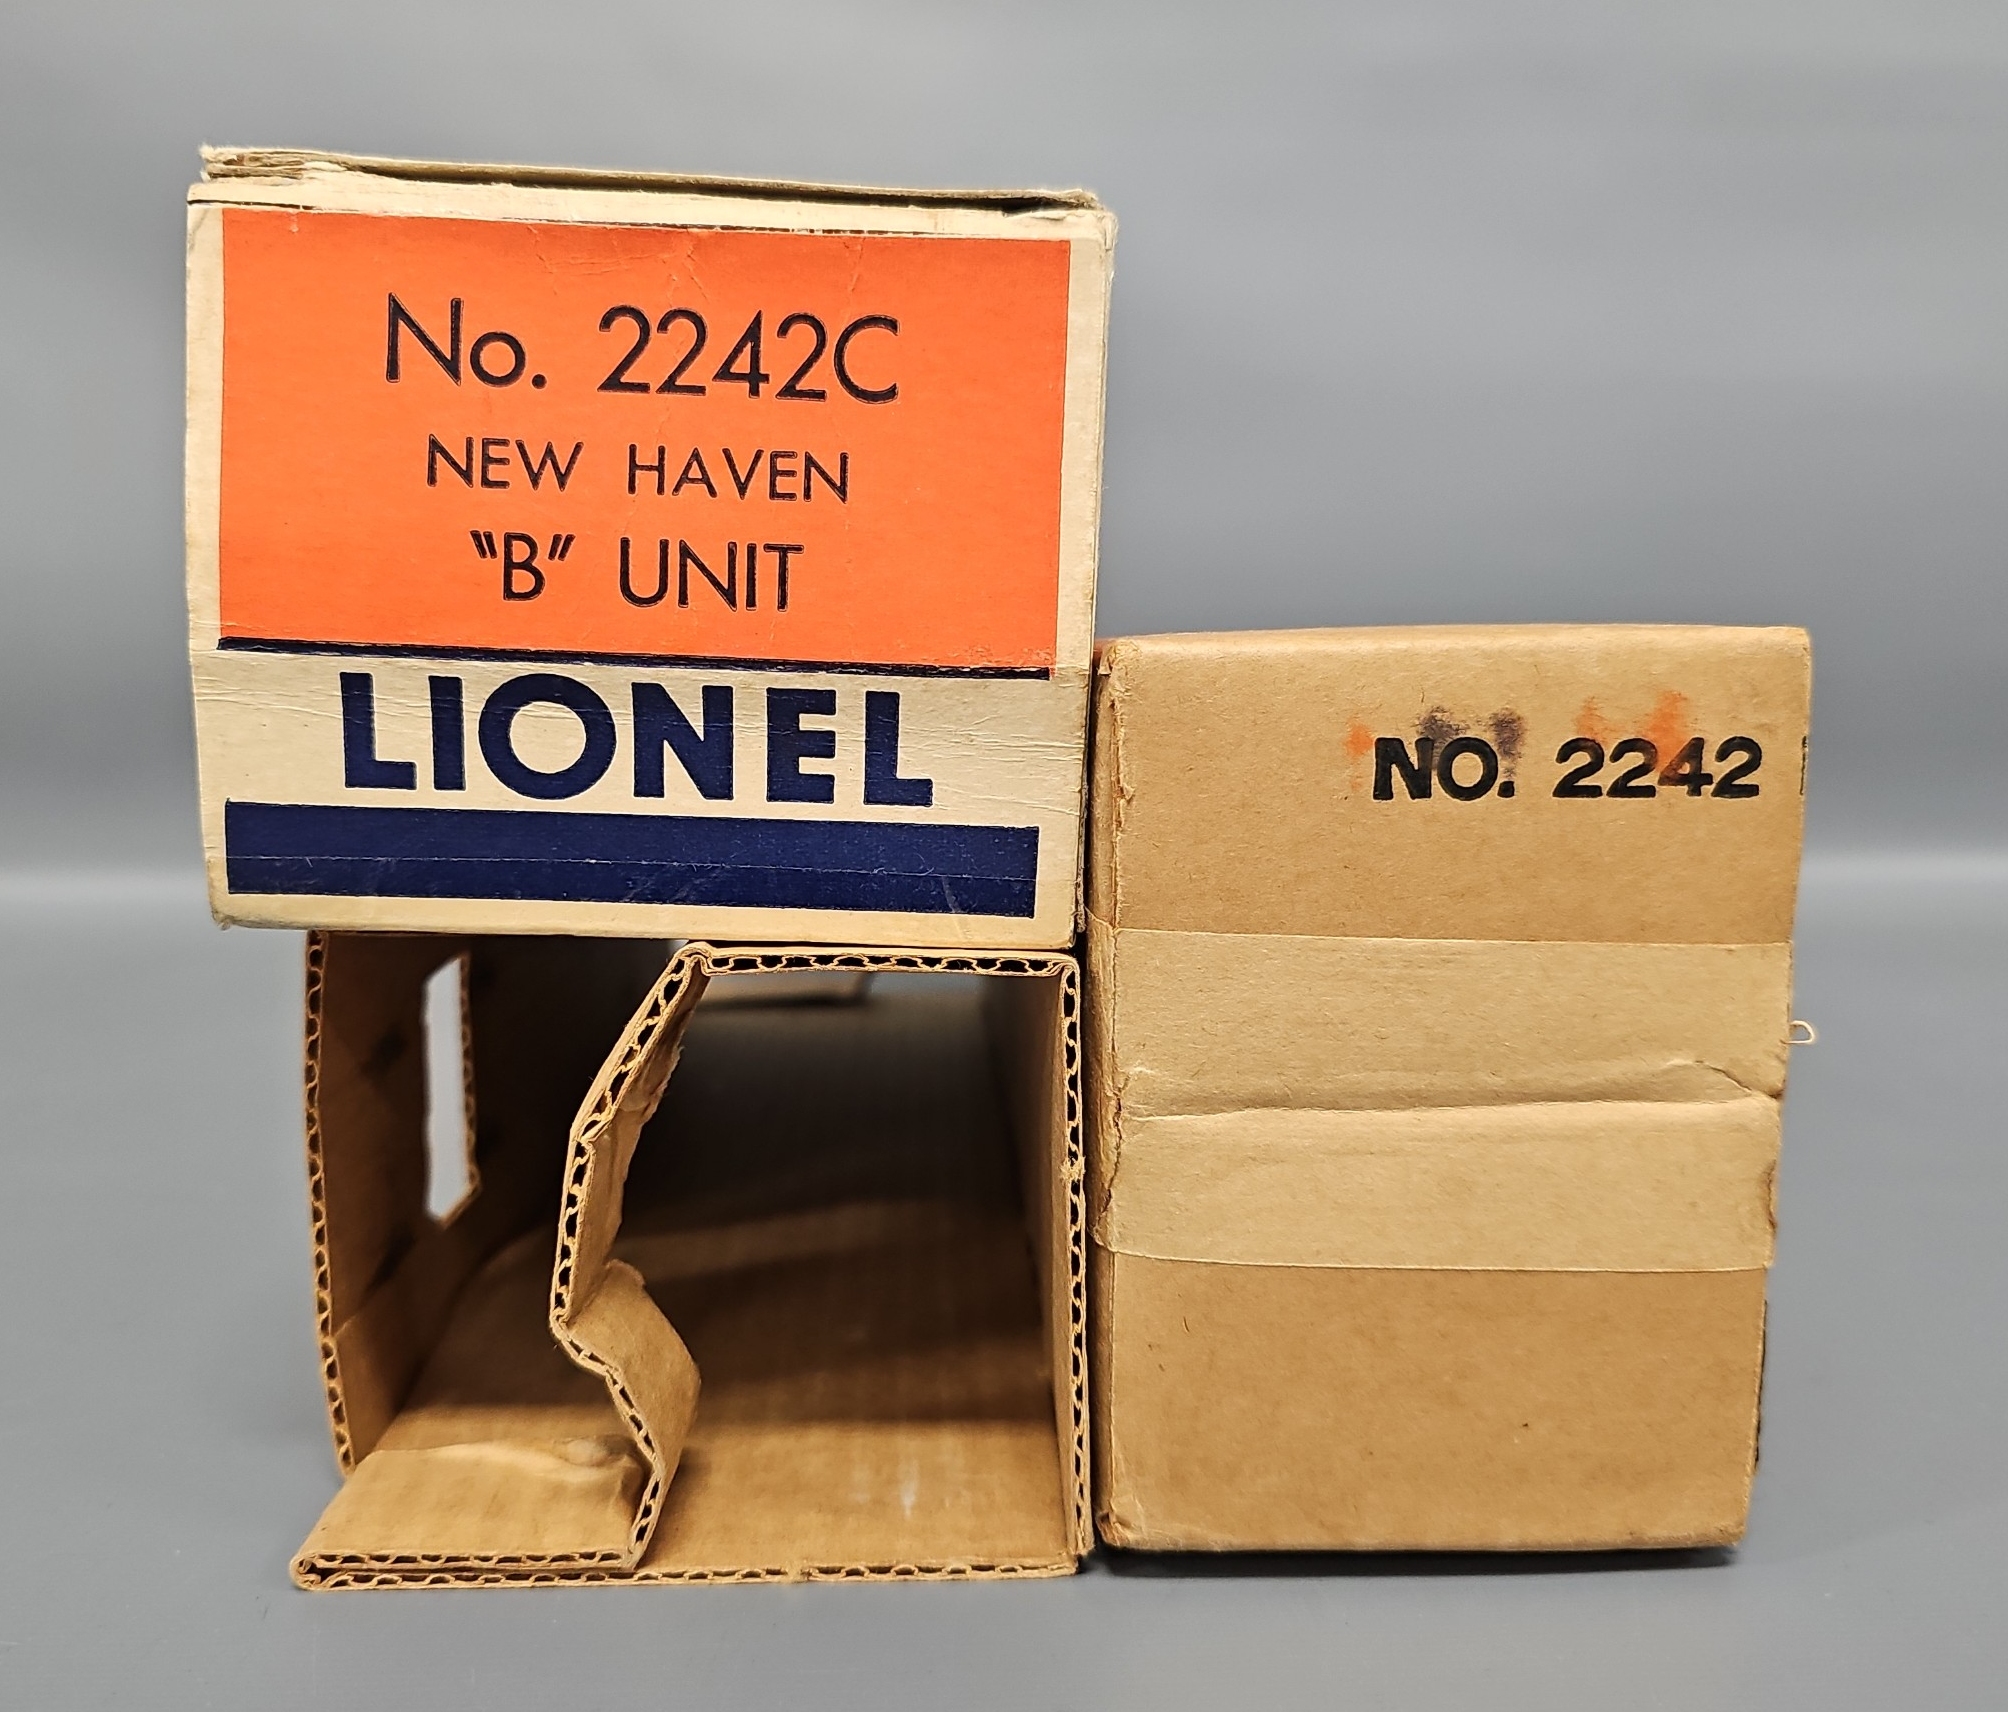 No. 2242C
NEW HAVEN
"B" UNIT
LIONEL
NO. 2242